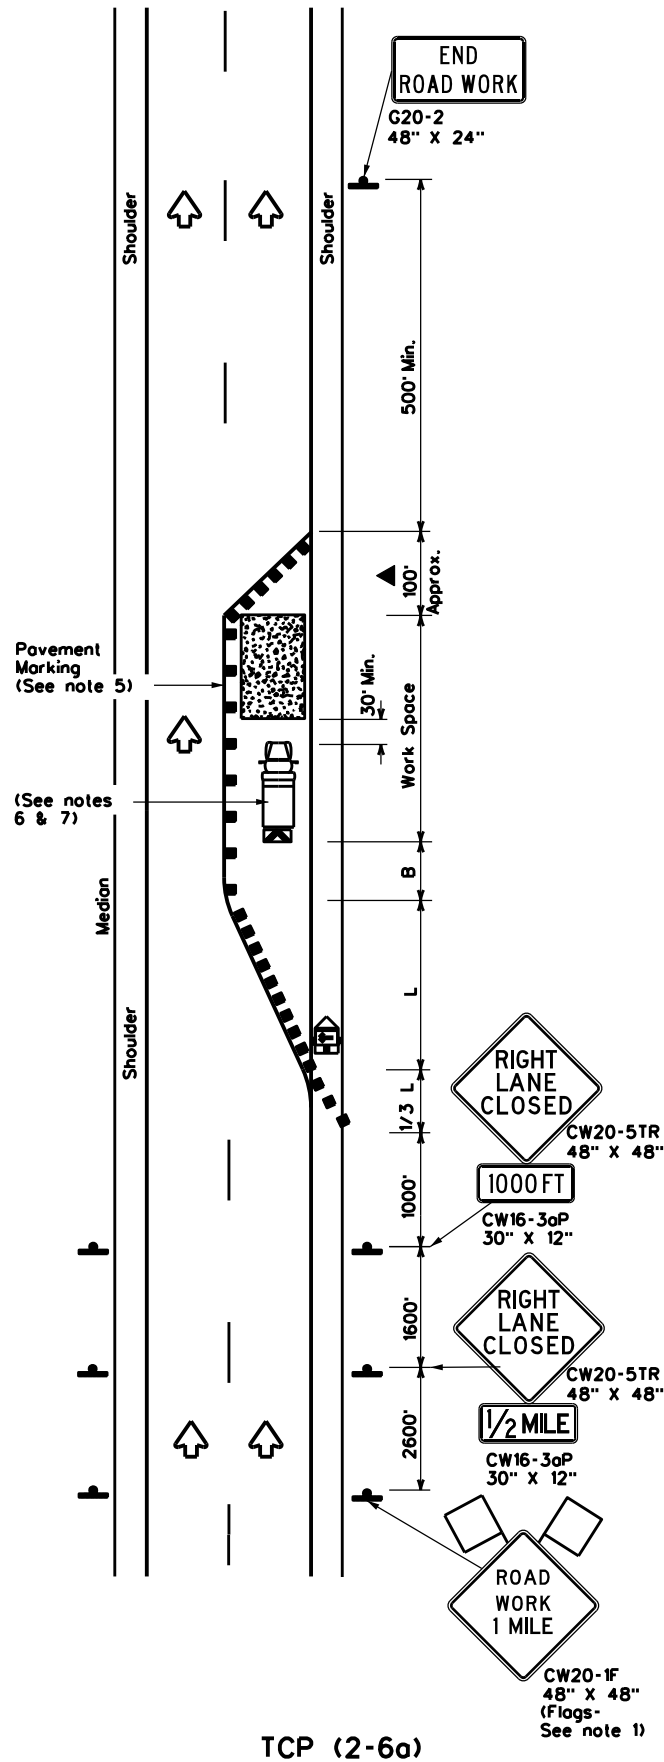 END
ROAD WORK
G20-2
48" X 24"
Shoulder
Shoulder
500' Min.
100'
Approx.
Pavement
Marking
(See note 5)
30' Min.
Work Space
(See notes
6 & 7)
B
Median
L
Shoulder
1/3 L
RIGHT
LANE
CLOSED
CW20-5TR
48" X 48"
1000 FT
1000'
CW16-3aP
30" X 12"
1600'
RIGHT
LANE
CLOSED
CW20-5TR
48" X 48"
1/2 MILE
2600'
CW16-3aP
30" X 12"
ROAD
WORK
1 MILE
CW20-1F
48" X 48"
(Flags-
See note 1)
TCP (2-6a)